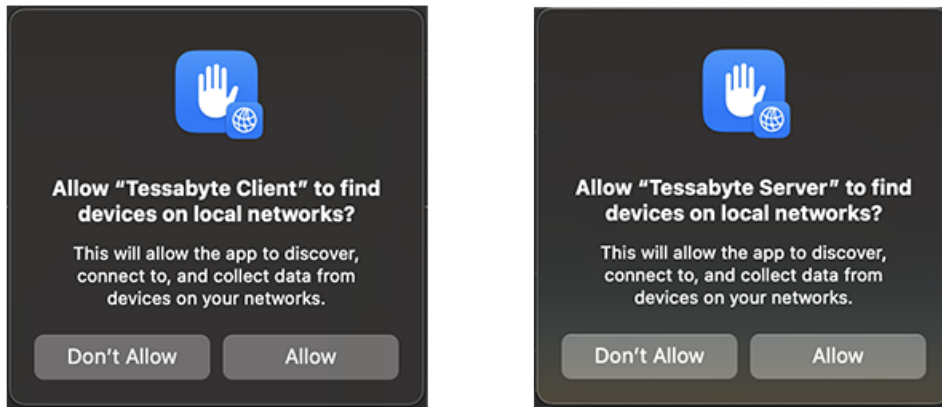 Allow “Tessabyte Client” to find
devices on local networks?
This will allow the app to discover,
connect to, and collect data from
devices on your networks.
Don’t Allow
Allow
Allow “Tessabyte Server” to find
devices on local networks?
This will allow the app to discover,
connect to, and collect data from
devices on your networks.
Don’t Allow
Allow